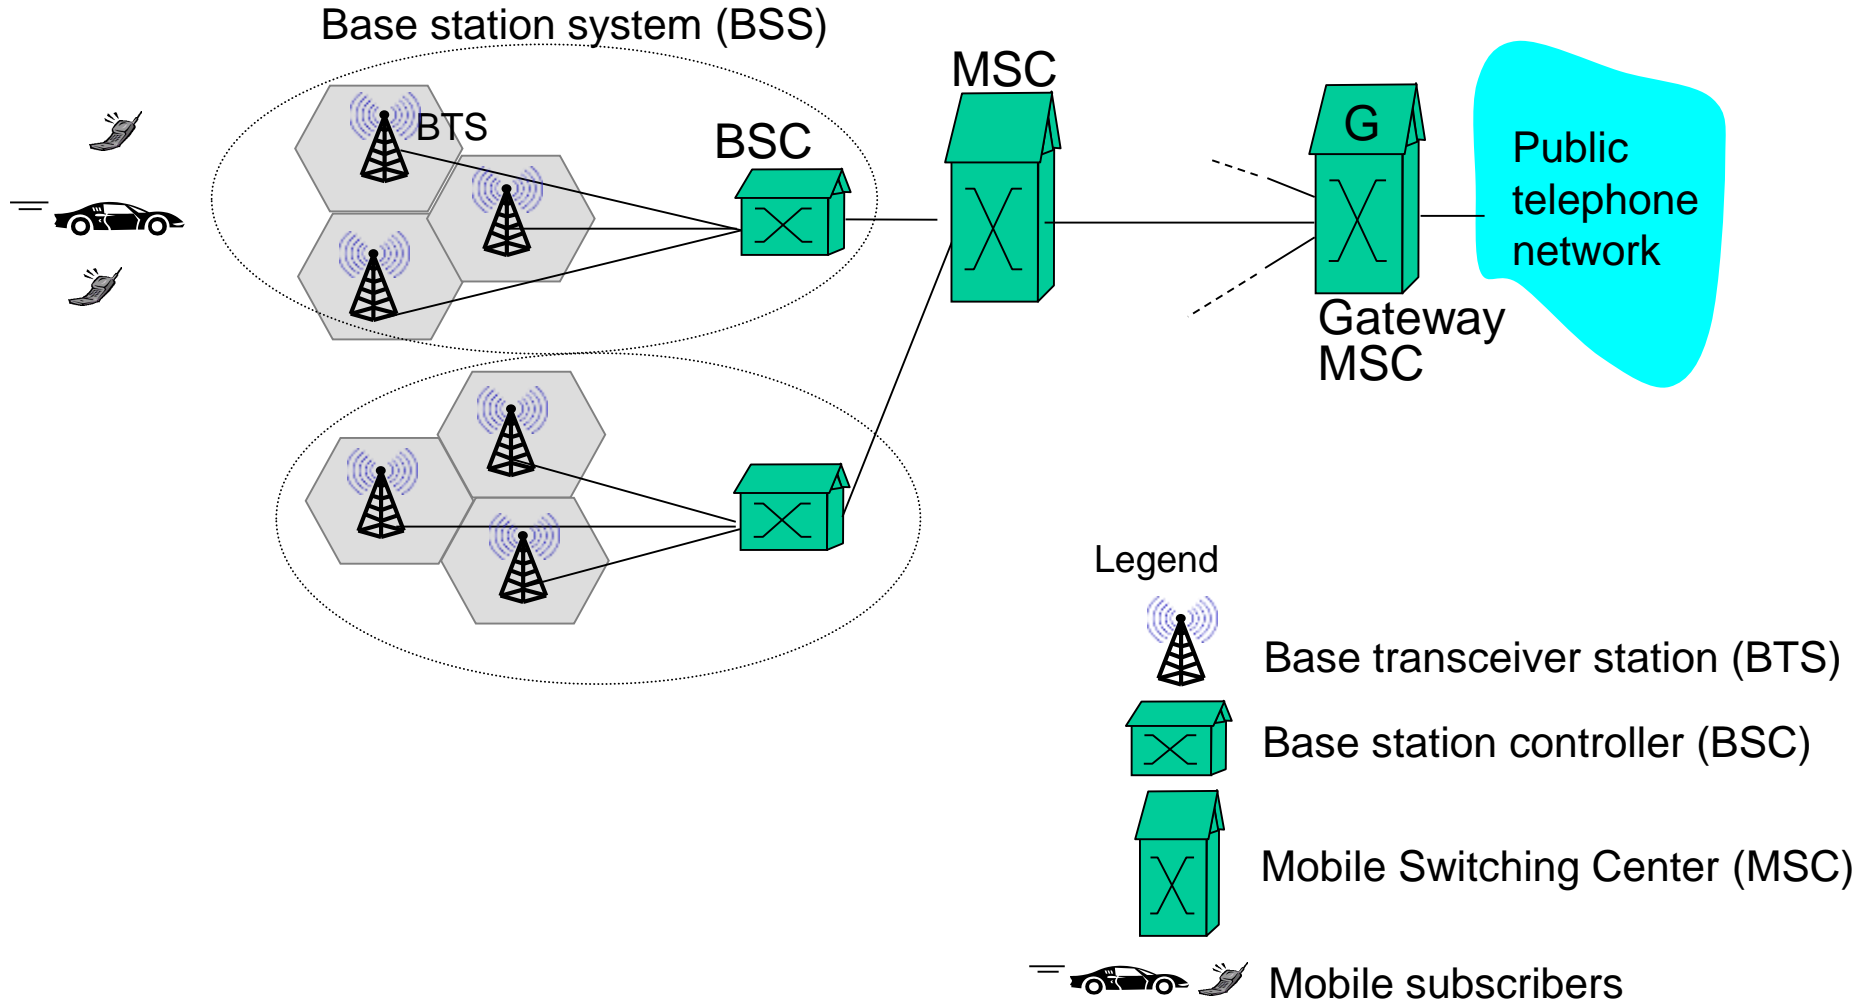 Base station system (BSS)
BTS
BSC
MSC
G
Gateway
MSC
Public
telephone
network
Legend
Base transceiver station (BTS)
Base station controller (BSC)
Mobile Switching Center (MSC)
Mobile subscribers